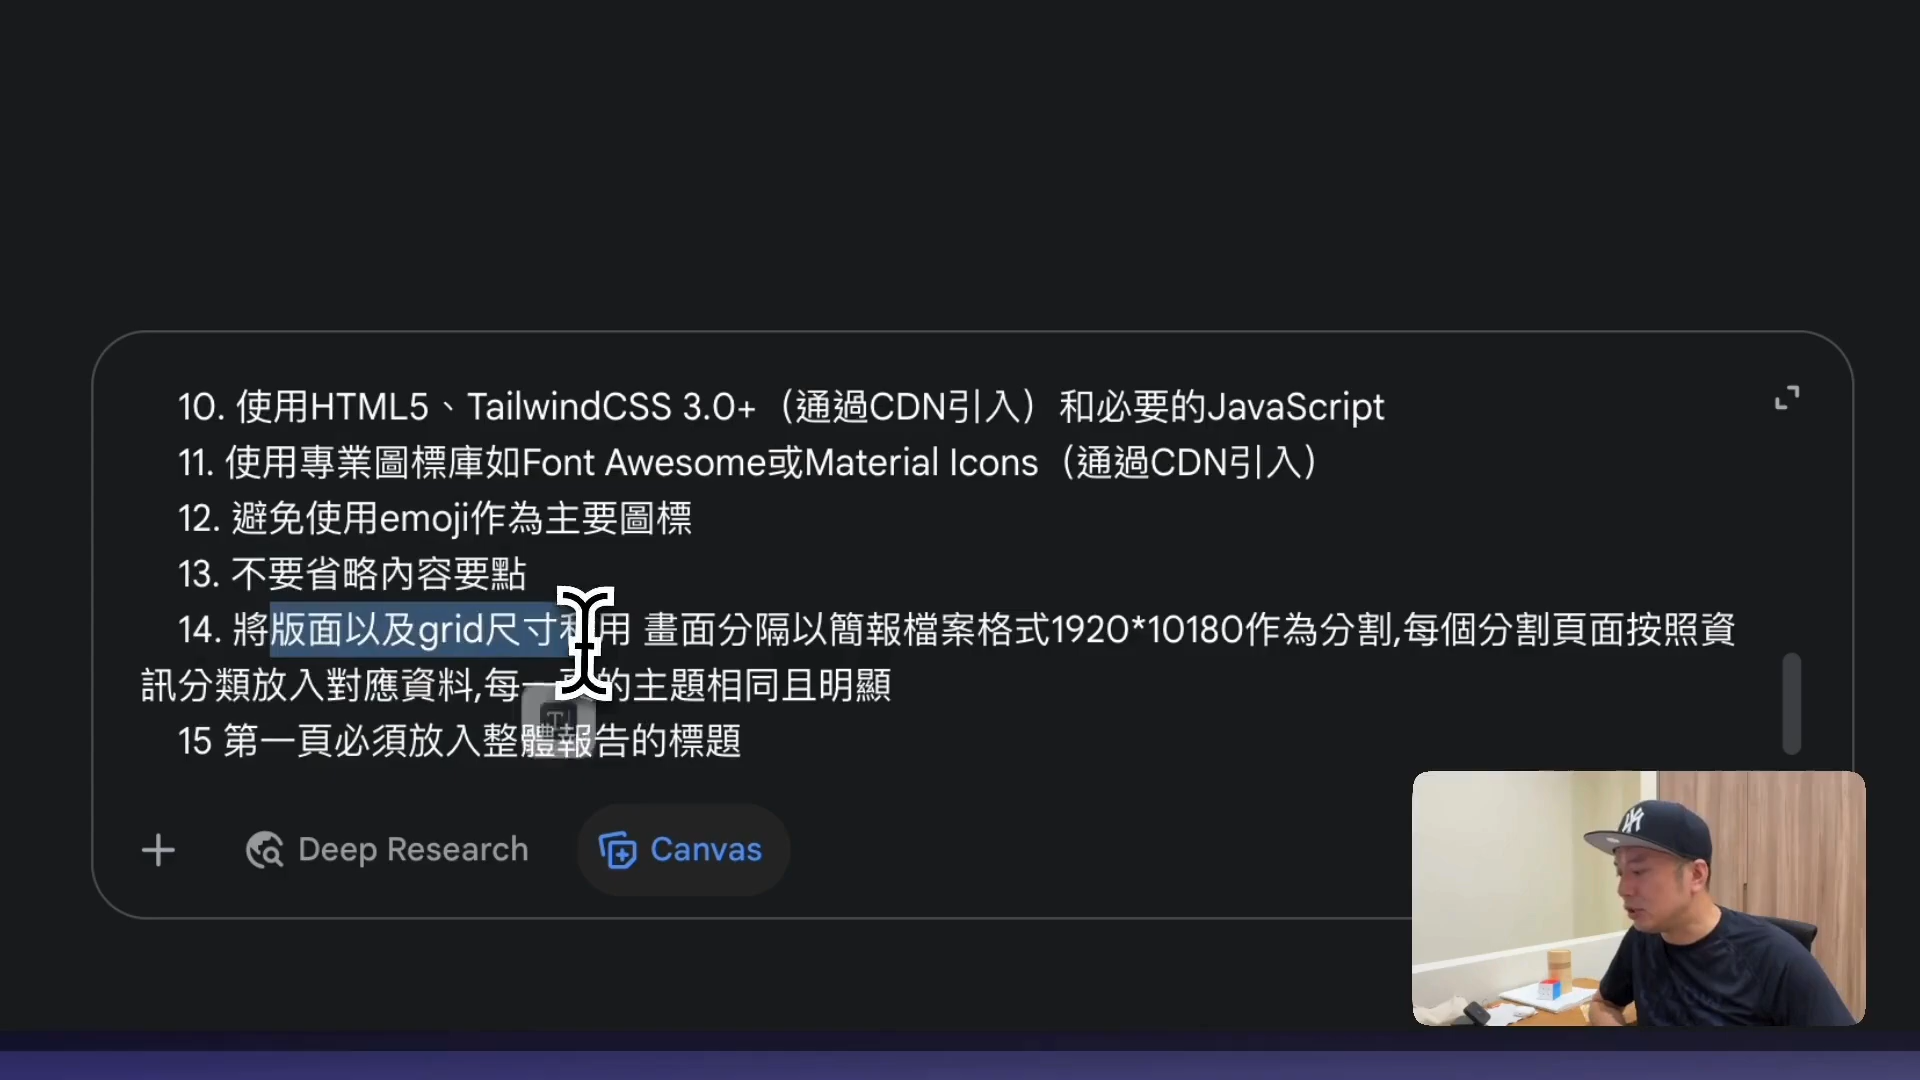 10. 使用HTML5、TailwindCSS 3.0+（通過CDN引入）和必要的JavaScript
11. 使用專業圖標庫如Font Awesome或Material Icons（通過CDN引入）
12. 避免使用emoji作為主要圖標
13. 不要省略內容要點
14. 將版面以及grid尺寸利用 畫面分隔以簡報檔案格式1920*10180作為分割,每個分割頁面按照資
訊分類放入對應資料,每一頁的主題相同且明顯
15 第一頁必須放入整體報告的標題
Deep Research
Canvas